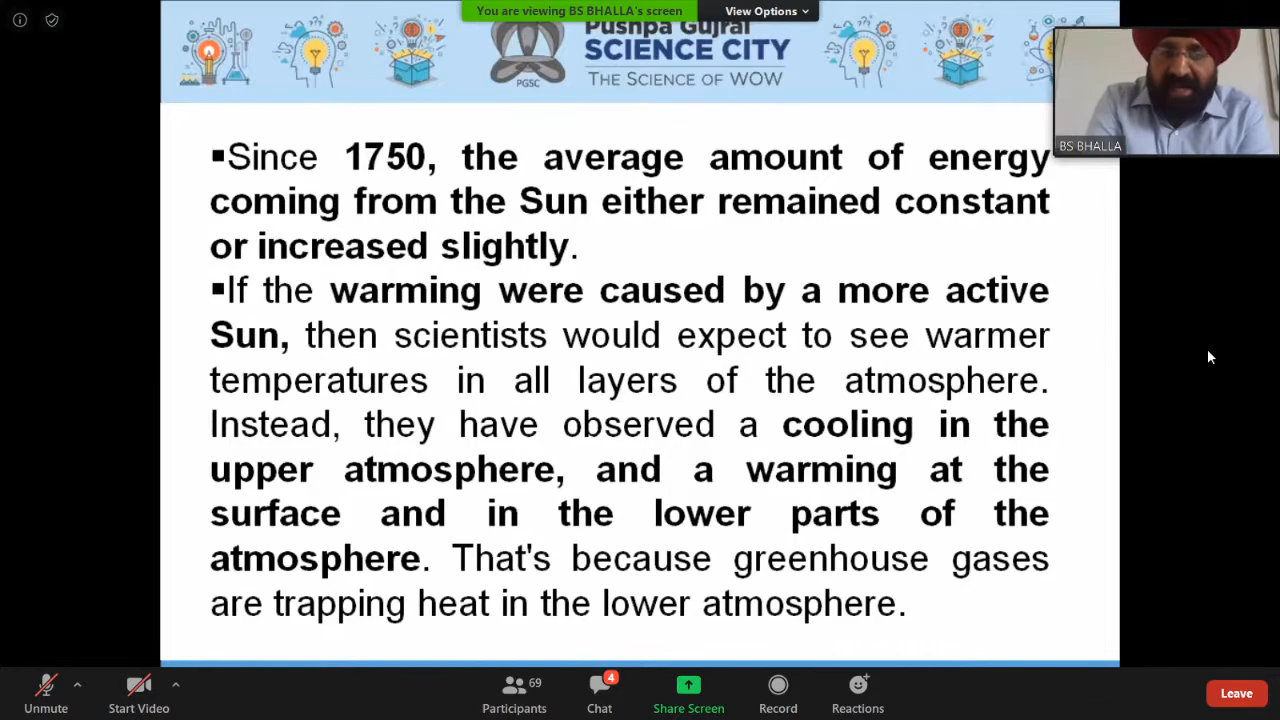 You are viewing BS BHALLA's screen
View Options
Pushpa Gujral
SCIENCE CITY
THE SCIENCE OF WOW
PGSC
BS BHALLA
▪Since 1750, the average amount of energy
coming from the Sun either remained constant
or increased slightly.
▪If the warming were caused by a more active
Sun, then scientists would expect to see warmer
temperatures in all layers of the atmosphere.
Instead, they have observed a cooling in the
upper atmosphere, and a warming at the
surface and in the lower parts of the
atmosphere. That's because greenhouse gases
are trapping heat in the lower atmosphere.
Unmute
Start Video
69
Participants
4
Chat
Share Screen
Record
Reactions
Leave